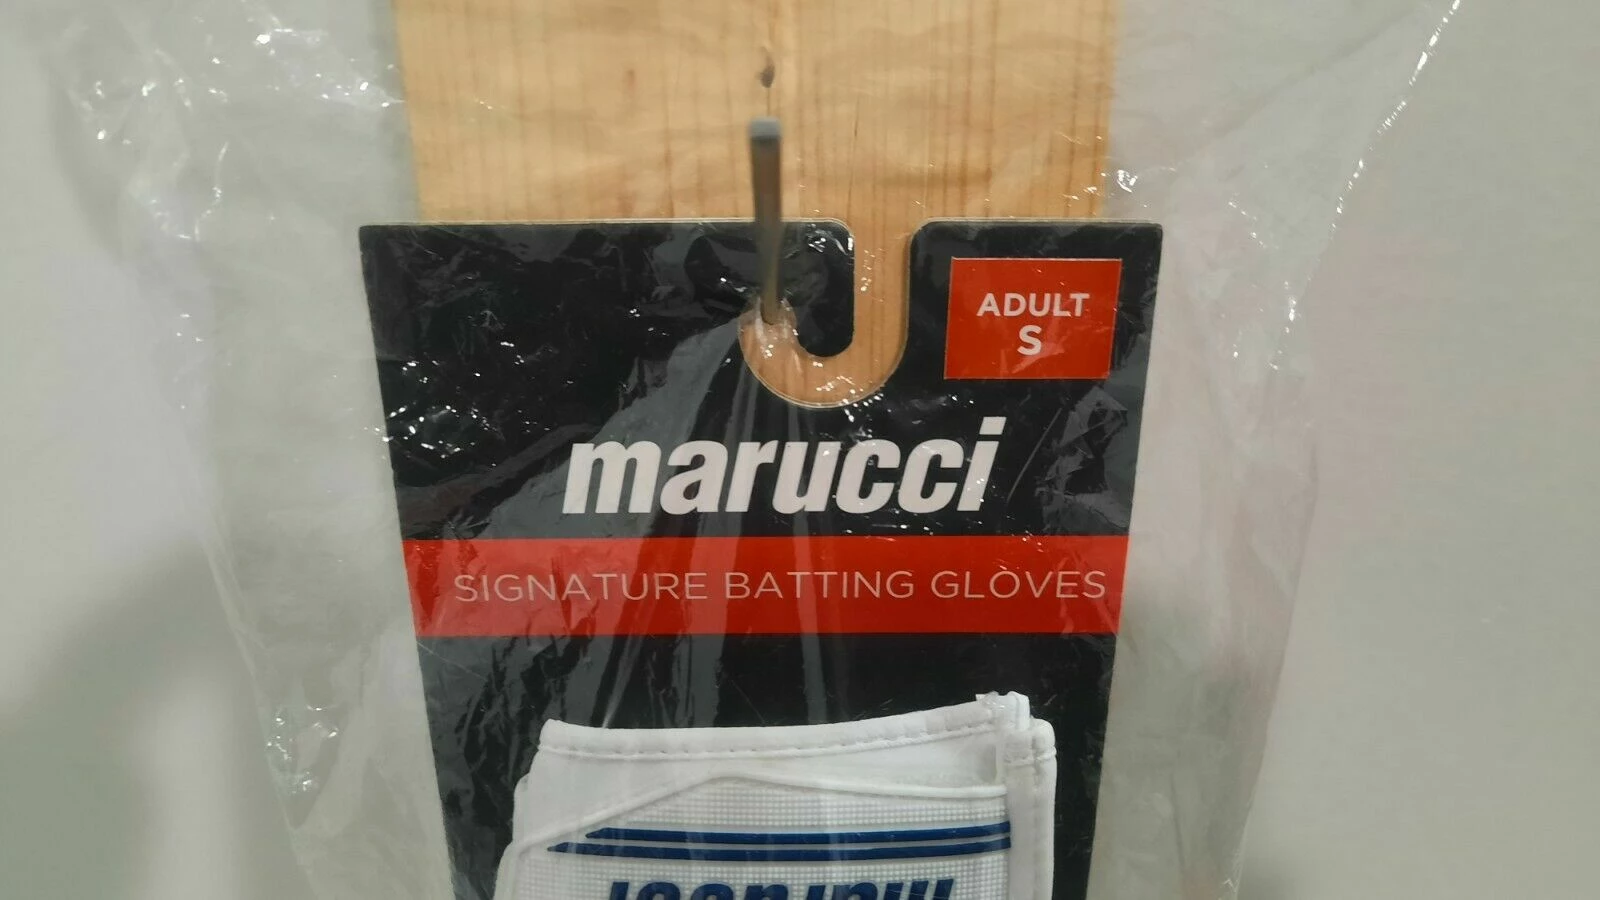 ADULT
S
marucci
SIGNATURE BATTING GLOVES